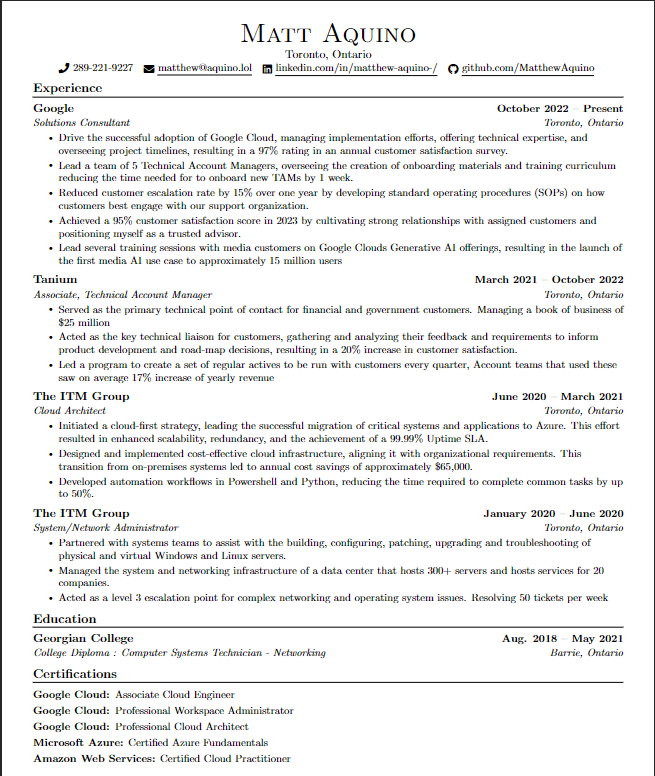 Matt Aquino
Toronto, Ontario
289-221-9227 matthew@aquino.lol linkedin.com/in/matthew-aquino-/ github.com/MatthewAquino
Experience
Google October 2022 – Present
Solutions Consultant Toronto, Ontario
• Drive the successful adoption of Google Cloud, managing implementation efforts, offering technical expertise, and
overseeing project timelines, resulting in a 97% rating in an annual customer satisfaction survey.
• Lead a team of 5 Technical Account Managers, overseeing the creation of onboarding materials and training curriculum
reducing the time needed for to onboard new TAMs by 1 week.
• Reduced customer escalation rate by 15% over one year by developing standard operating procedures (SOPs) on how
customers best engage with our support organization.
• Achieved a 95% customer satisfaction score in 2023 by cultivating strong relationships with assigned customers and
positioning myself as a trusted advisor.
• Lead several training sessions with media customers on Google Clouds Generative AI offerings, resulting in the launch of
the first media AI use case to approximately 15 million users
Tanium March 2021 – October 2022
Associate, Technical Account Manager Toronto, Ontario
• Served as the primary technical point of contact for financial and government customers. Managing a book of business of
$25 million
• Acted as the key technical liaison for customers, gathering and analyzing their feedback and requirements to inform
product development and road-map decisions, resulting in a 20% increase in customer satisfaction.
• Led a program to create a set of regular actives to be run with customers every quarter, Account teams that used these
saw on average 17% increase of yearly revenue
The ITM Group June 2020 – March 2021
Cloud Architect Toronto, Ontario
• Initiated a cloud-first strategy, leading the successful migration of critical systems and applications to Azure. This effort
resulted in enhanced scalability, redundancy, and the achievement of a 99.99% Uptime SLA.
• Designed and implemented cost-effective cloud infrastructure, aligning it with organizational requirements. This
transition from on-premises systems led to annual cost savings of approximately $65,000.
• Developed automation workflows in Powershell and Python, reducing the time required to complete common tasks by up
to 50%.
The ITM Group January 2020 – June 2020
System/Network Administrator Toronto, Ontario
• Partnered with systems teams to assist with the building, configuring, patching, upgrading and troubleshooting of
physical and virtual Windows and Linux servers.
• Managed the system and networking infrastructure of a data center that hosts 300+ servers and hosts services for 20
companies.
• Acted as a level 3 escalation point for complex networking and operating system issues. Resolving 50 tickets per week
Education
Georgian College Aug. 2018 – May 2021
College Diploma : Computer Systems Technician - Networking Barrie, Ontario
Certifications
Google Cloud: Associate Cloud Engineer
Google Cloud: Professional Workspace Administrator
Google Cloud: Professional Cloud Architect
Microsoft Azure: Certified Azure Fundamentals
Amazon Web Services: Certified Cloud Practitioner